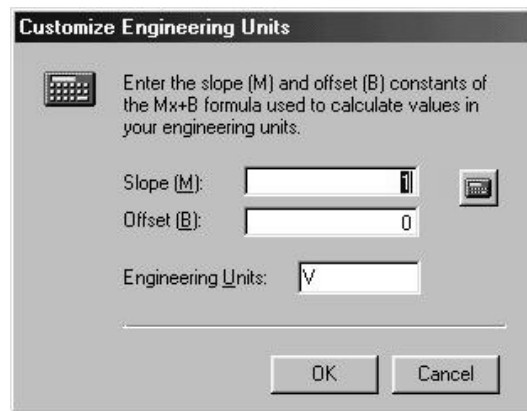 Customize Engineering Units
Enter the slope (M) and offset (B) constants of
the Mx+B formula used to calculate values in
your engineering units.
Slope (M): 1
Offset (B): 0
Engineering Units: V
OK Cancel